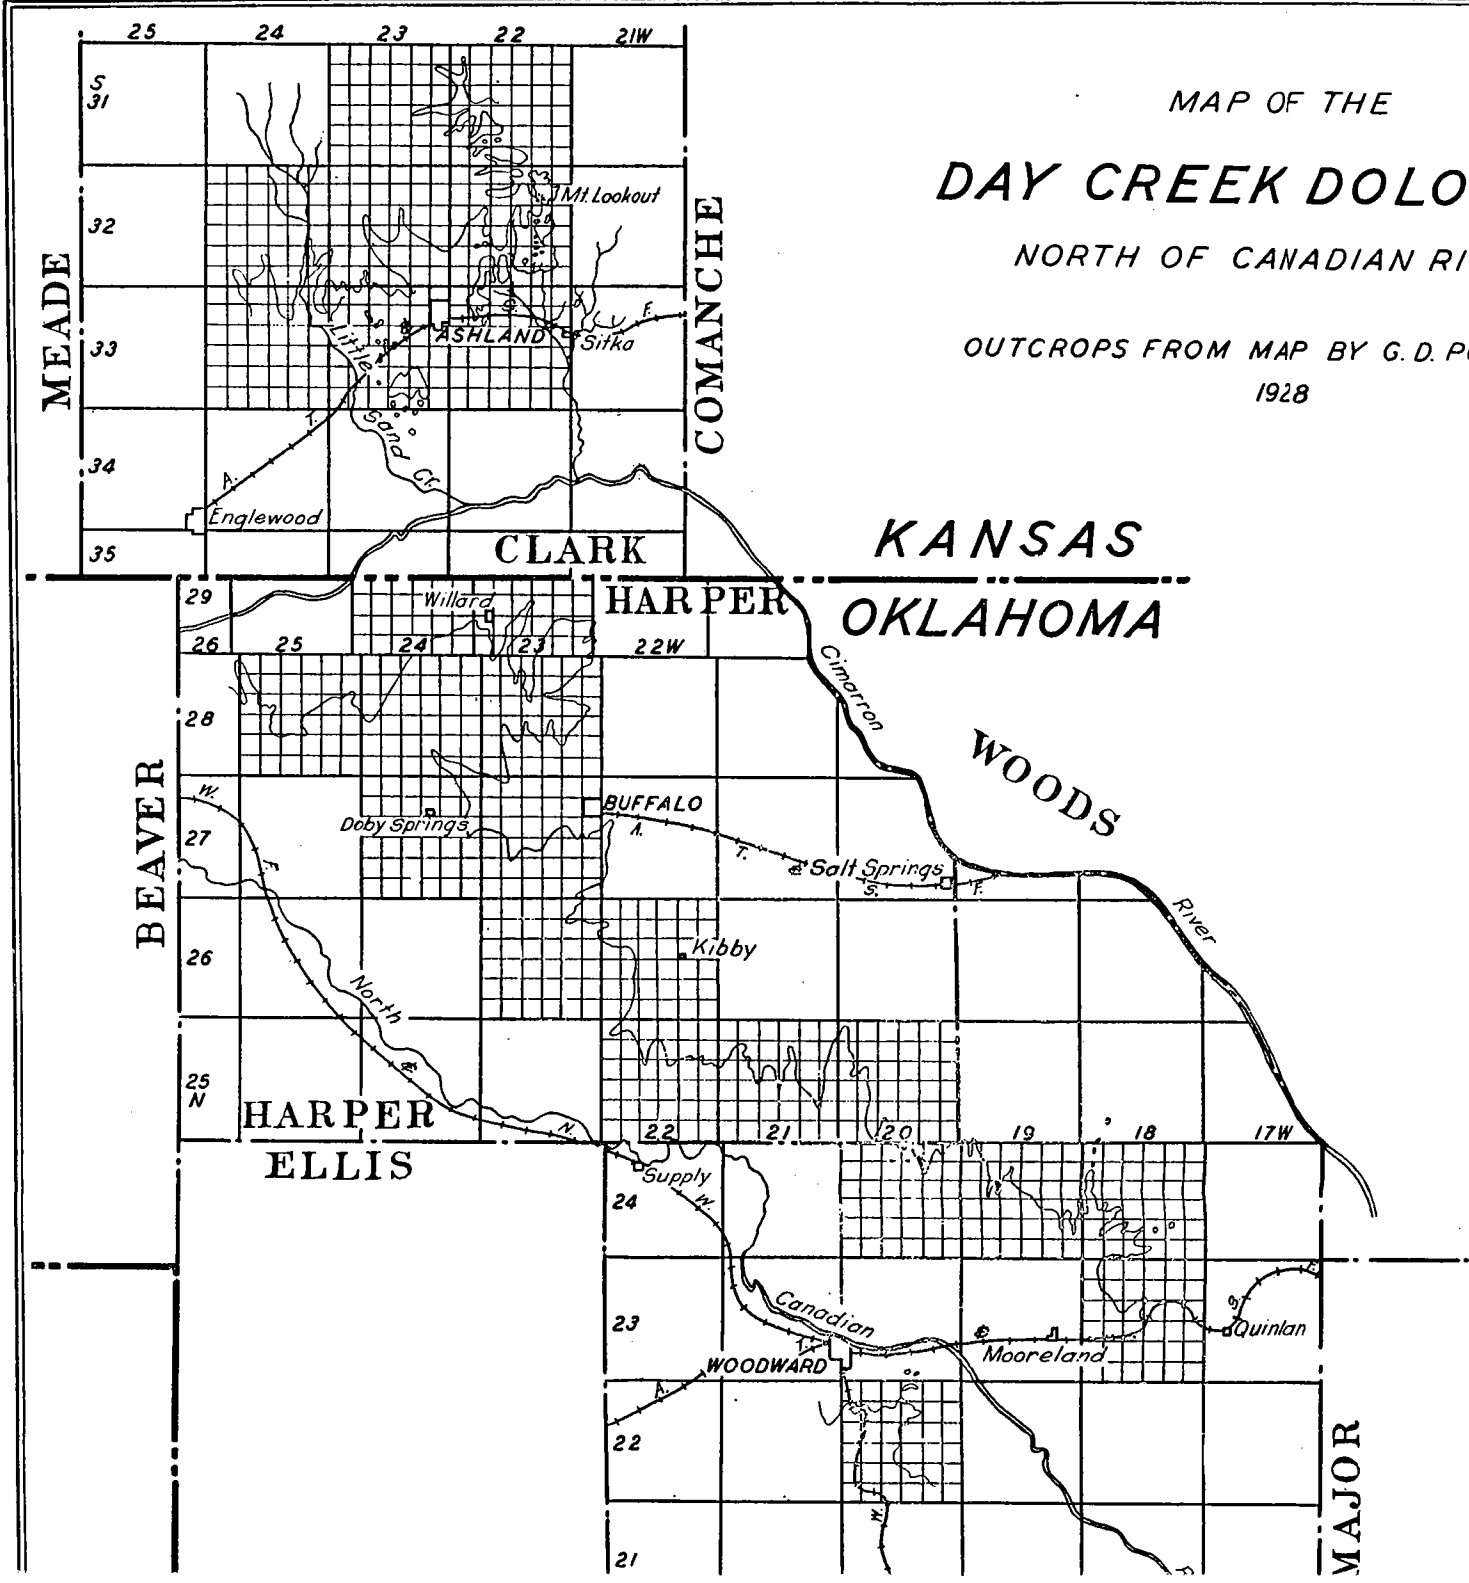 25 24 23 22 21W
S
31
MAP OF THE
DAY CREEK DOLO
NORTH OF CANADIAN RI
OUTCROPS FROM MAP BY G. D. P
1928
Mt. Lookout
32
MEADE
COMANCHE
S.
F.
ASHLAND
Sitka
33
Little
Sand Cr.
T.
34
A.
Englewood
35
CLARK
KANSAS
OKLAHOMA
29
Willard
HARPER
26 25 24 23 22W
Cimarron
River
28
WOODS
BEAVER
W.
BUFFALO
Doby Springs
A.
T.
27
Salt Springs
S.
F.
F.
26
Kibby
North
25
N
HARPER
N.
22 21 20 19 18 17W
ELLIS
Supply
24
W.
Canadian
23
F.
S.
Quinlan
Mooreland
T.
WOODWARD
A.
22
MAJOR
W.
21
R